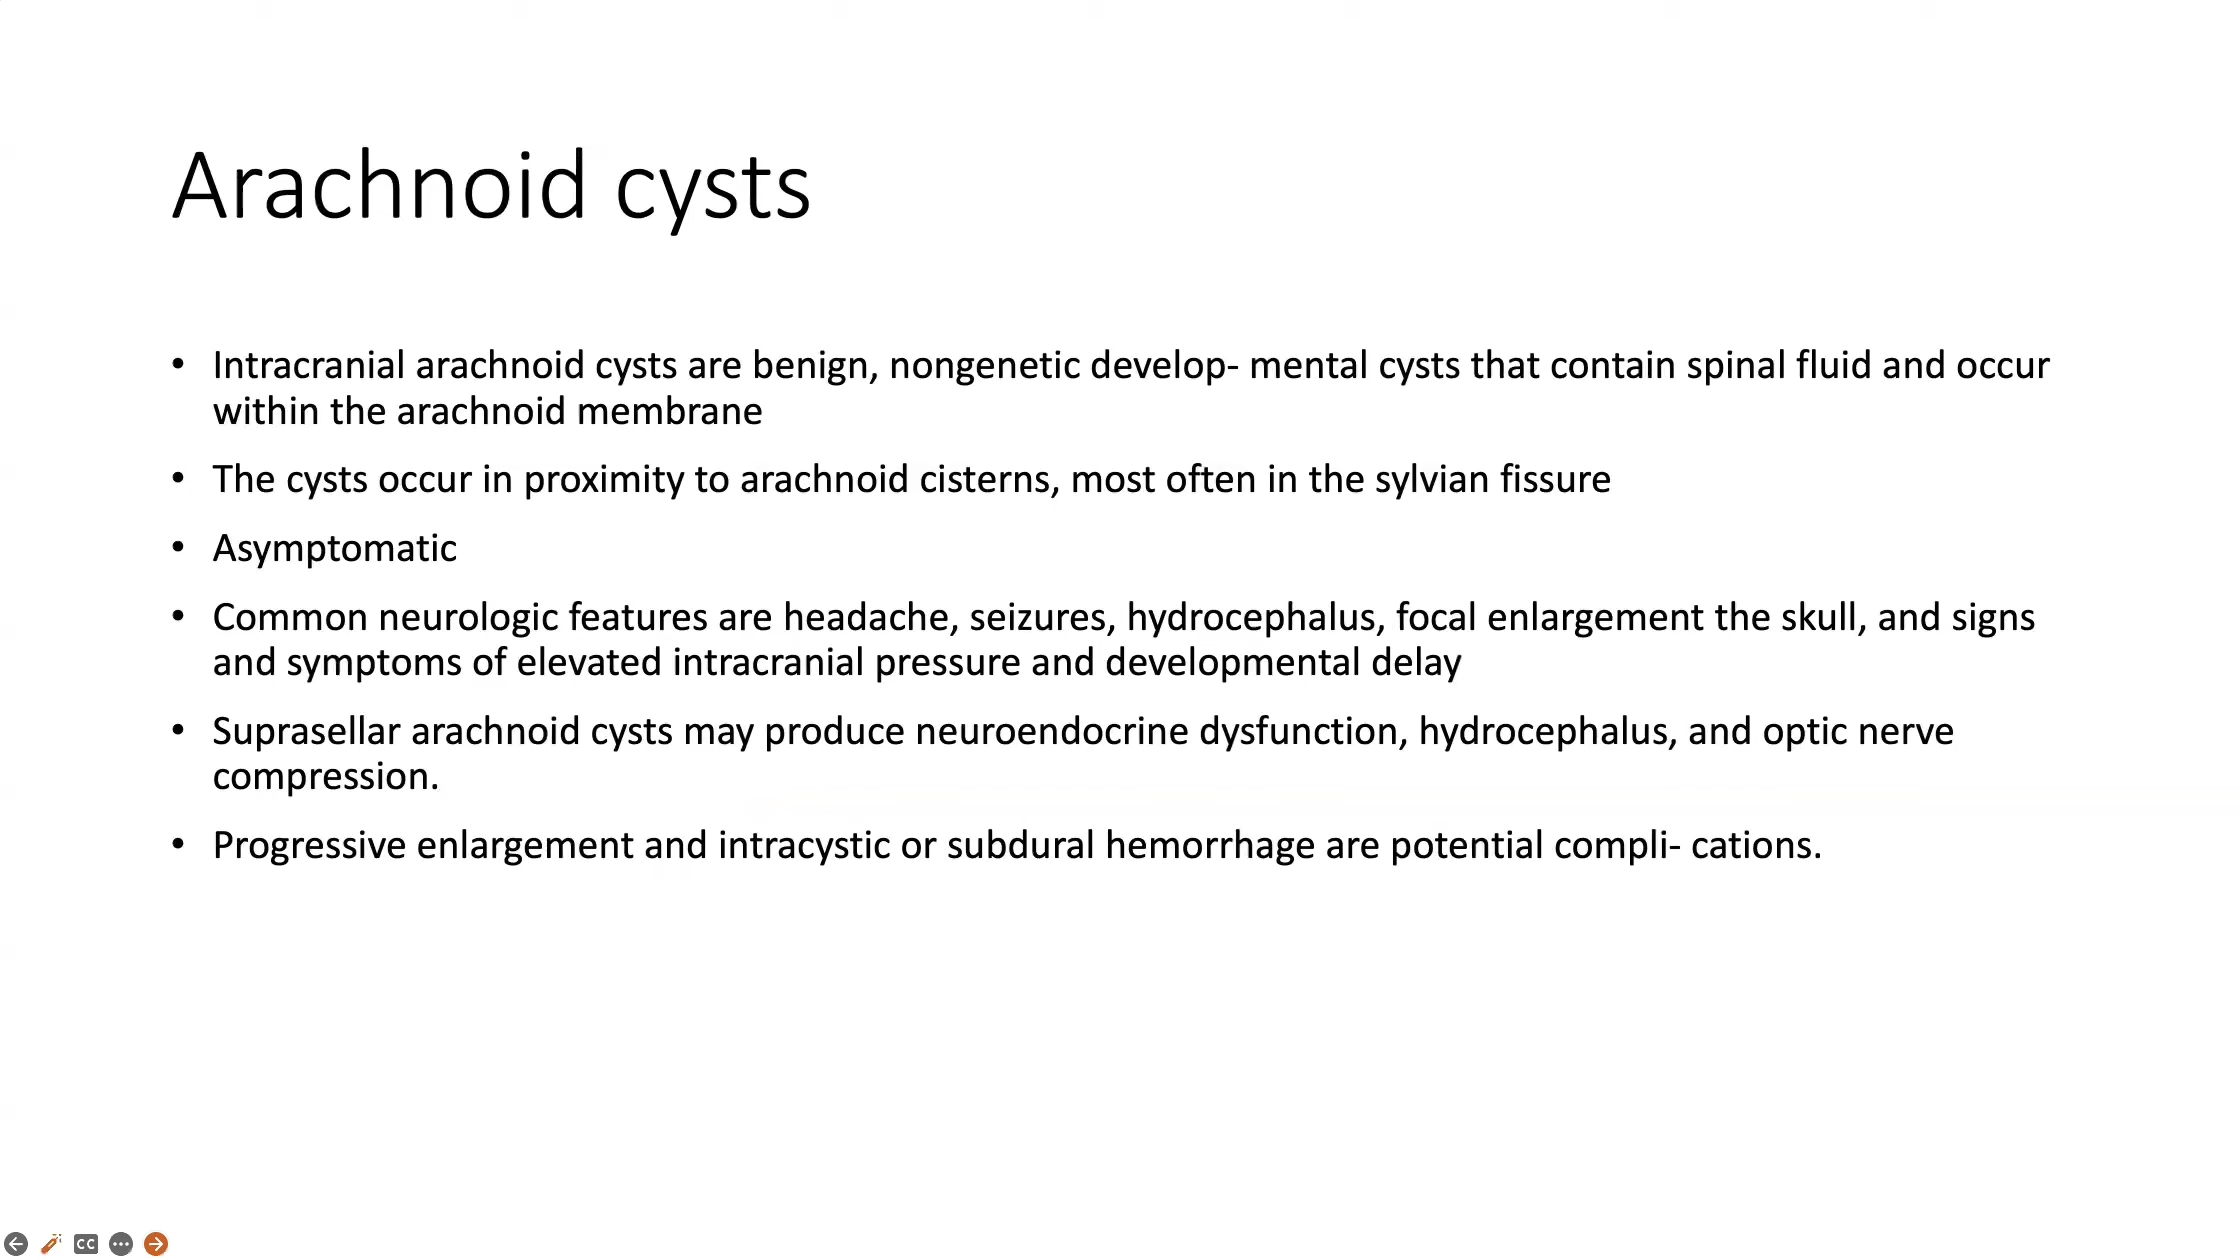 Arachnoid cysts
• Intracranial arachnoid cysts are benign, nongenetic develop- mental cysts that contain spinal fluid and occur
within the arachnoid membrane
• The cysts occur in proximity to arachnoid cisterns, most often in the sylvian fissure
• Asymptomatic
• Common neurologic features are headache, seizures, hydrocephalus, focal enlargement the skull, and signs
and symptoms of elevated intracranial pressure and developmental delay
• Suprasellar arachnoid cysts may produce neuroendocrine dysfunction, hydrocephalus, and optic nerve
compression.
• Progressive enlargement and intracystic or subdural hemorrhage are potential compli- cations.
CC